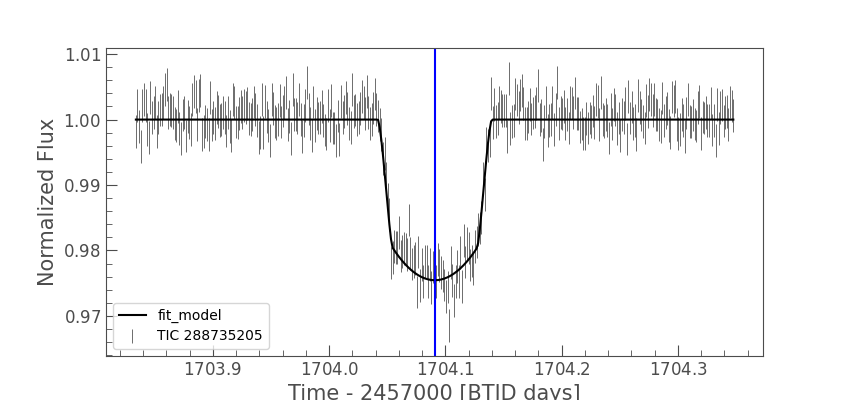 1.01
1.00
0.99
0.98
0.97
Normalized Flux
fit_model
TIC 288735205
1703.9 1704.0 1704.1 1704.2 1704.3
Time - 2457000 [BTJD days]